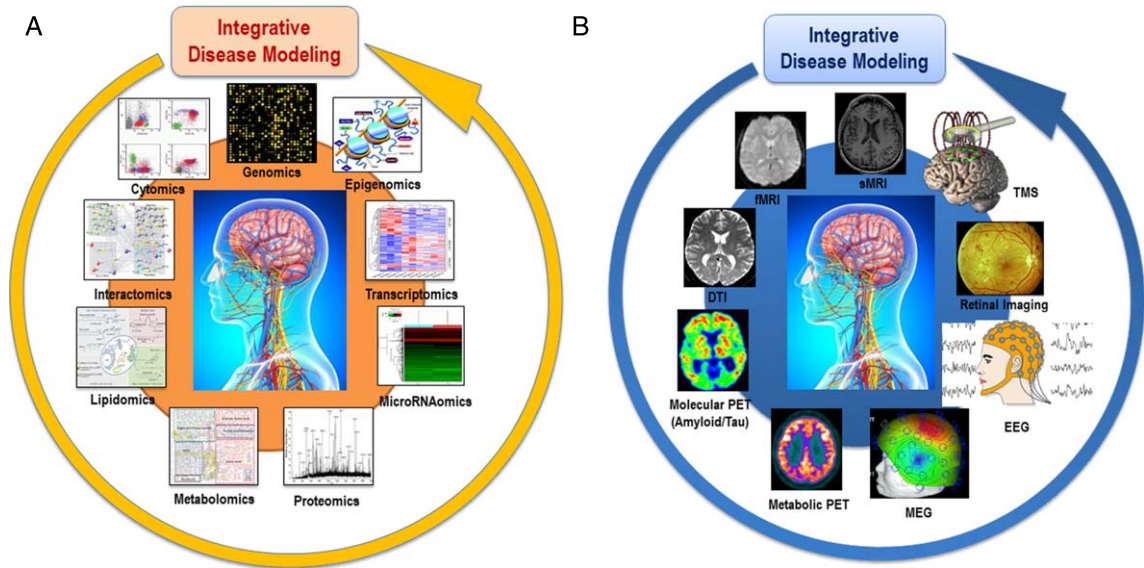 A
Integrative
Disease Modeling
Genomics
Epigenomics
Cytomics
Interactomics
Transcriptomics
Lipidomics
MicroRNAomics
Metabolomics
Proteomics
B
Integrative
Disease Modeling
sMRI
fMRI
TMS
DTI
Retinal Imaging
Molecular PET
(Amyloid/Tau)
EEG
Metabolic PET
MEG